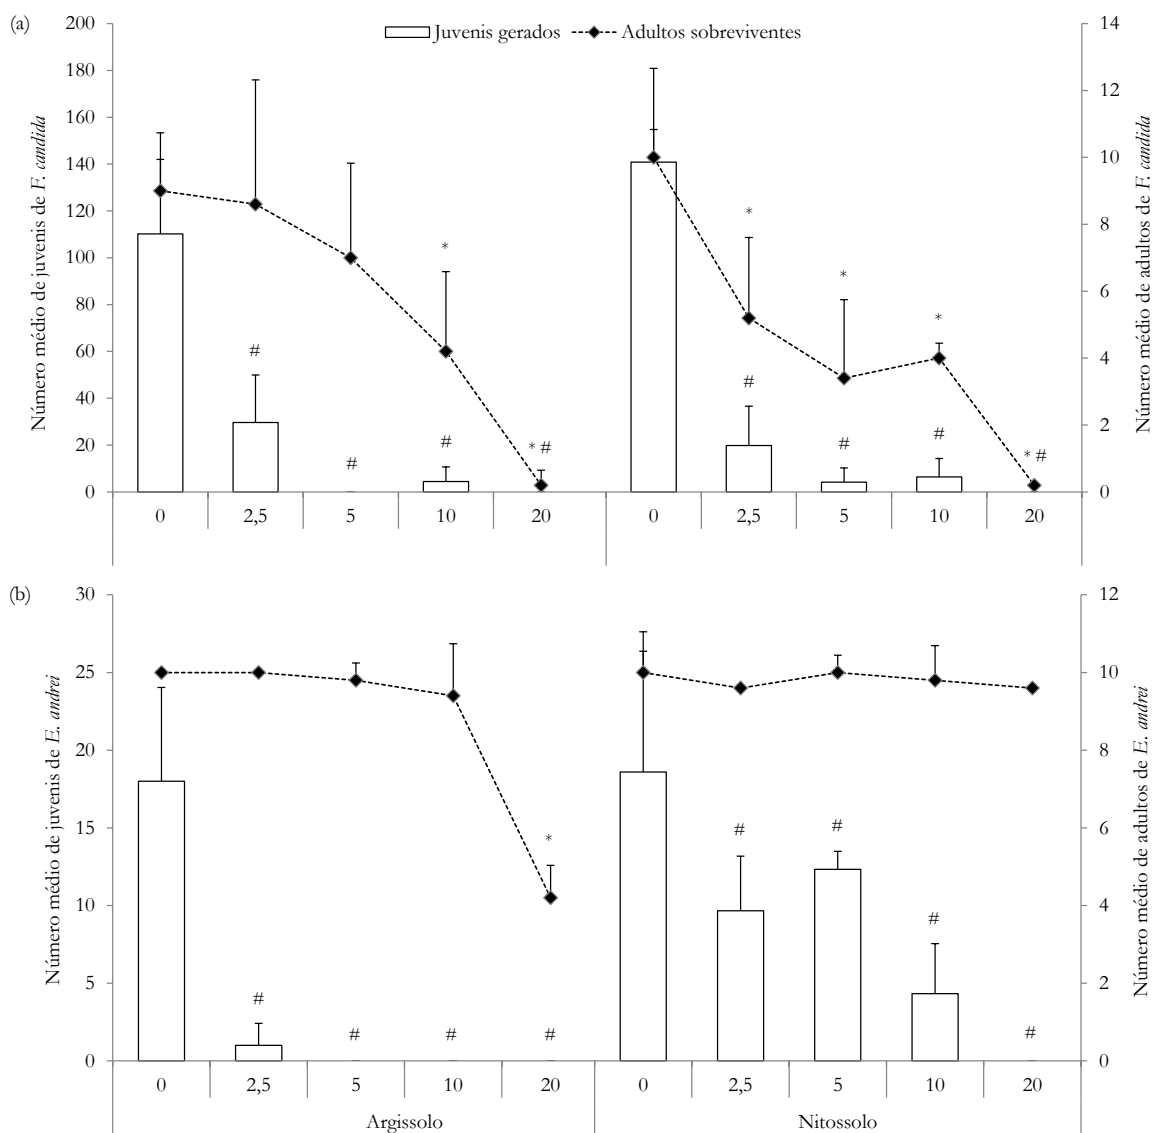 (a)
Juvenis gerados Adultos sobreviventes
Número médio de juvenis de F. candida
200
180
160
140
120
100
80
60
40
20
0
14
12
10
8
6
4
2
0
Número médio de adultos de F. candida
# # # * * #
* # * # * # * #
0 2,5 5 10 20 0 2,5 5 10 20
(b)
Número médio de juvenis de E. andrei
30
25
20
15
10
5
0
12
10
8
6
4
2
0
Número médio de adultos de E. andrei
# # # * #
# # # #
0 2,5 5 10 20 0 2,5 5 10 20
Argissolo Nitossolo